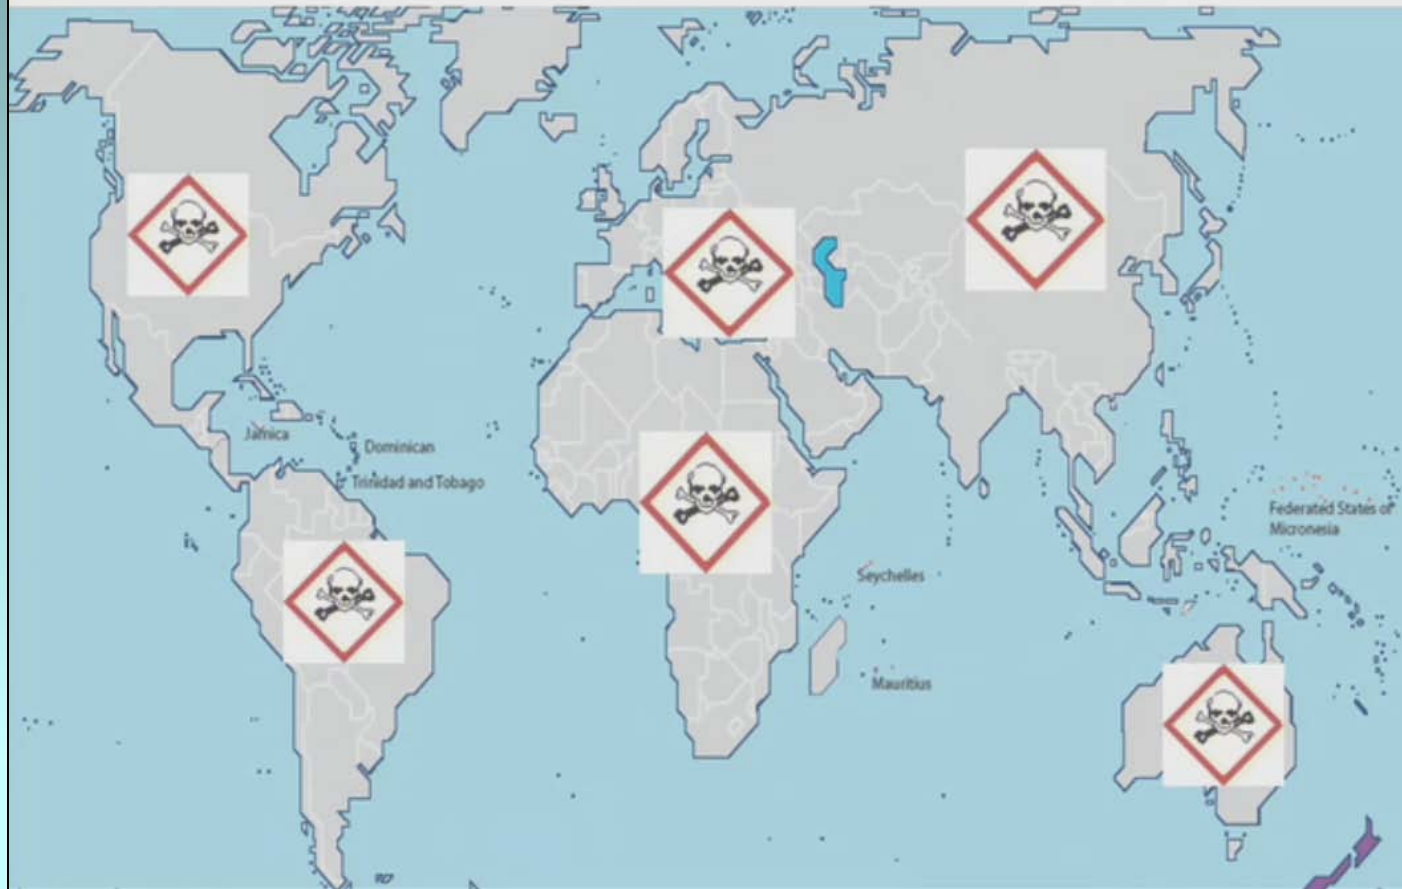 Jamica
Dominican
Trinidad and Tobago
Federated States of
Micronesia
Seychelles
Mauritius